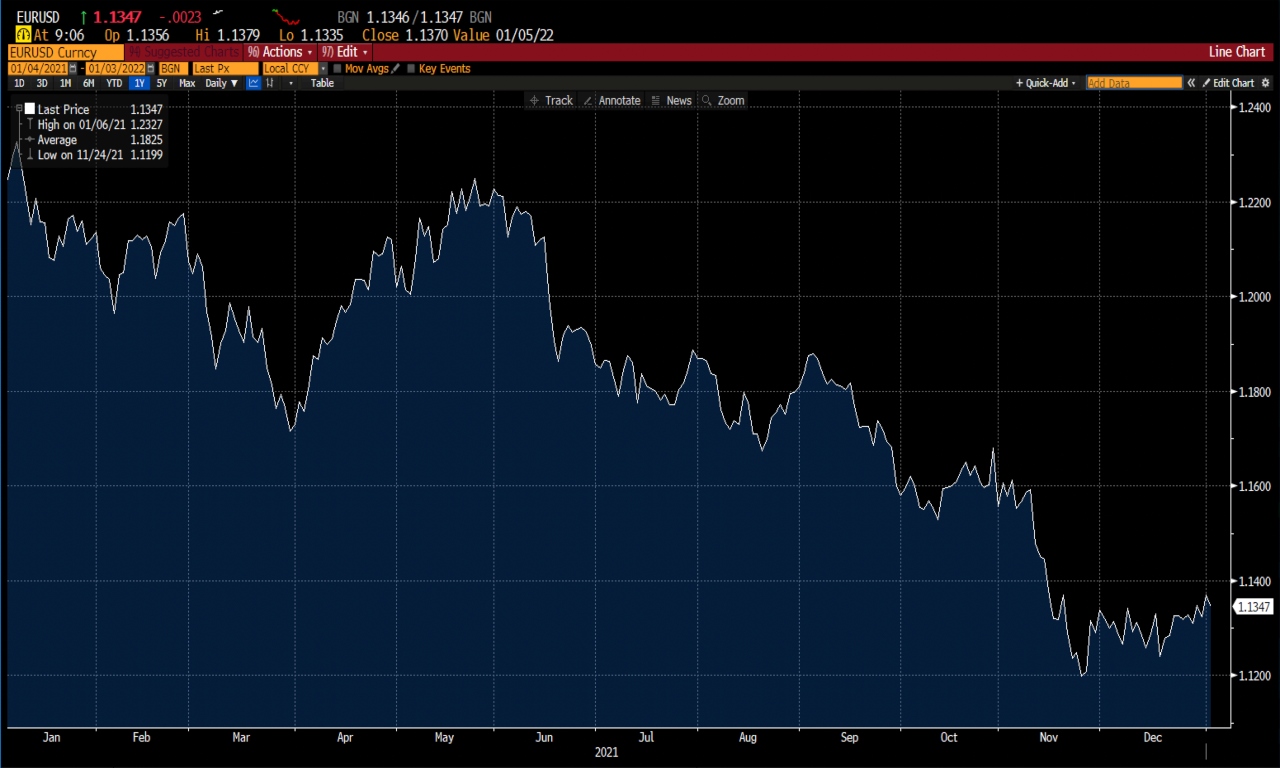 EURUSD ↑ 1.1347 -.0023 BGN 1.1346/1.1347 BGN
At 9:06 Op 1.1356 Hi 1.1379 Lo 1.1335 Close 1.1370 Value 01/05/22
EURUSD Curncy 98) Suggested Charts 96) Actions 97) Edit Line Chart
01/04/2021 01/03/2022 BGN Last Px Local CCY Mov Avgs Key Events
1D 3D 1M 6M YTD 1Y 5Y Max Daily ▼ Table + Quick-Add Add Data « Edit Chart
Track Annotate News Zoom
Last Price 1.1347
High on 01/06/21 1.2327
Average 1.1825
Low on 11/24/21 1.1199
1.2400
1.2200
1.2000
1.1800
1.1600
1.1400
1.1347
1.1200
Jan Feb Mar Apr May Jun Jul Aug Sep Oct Nov Dec
2021